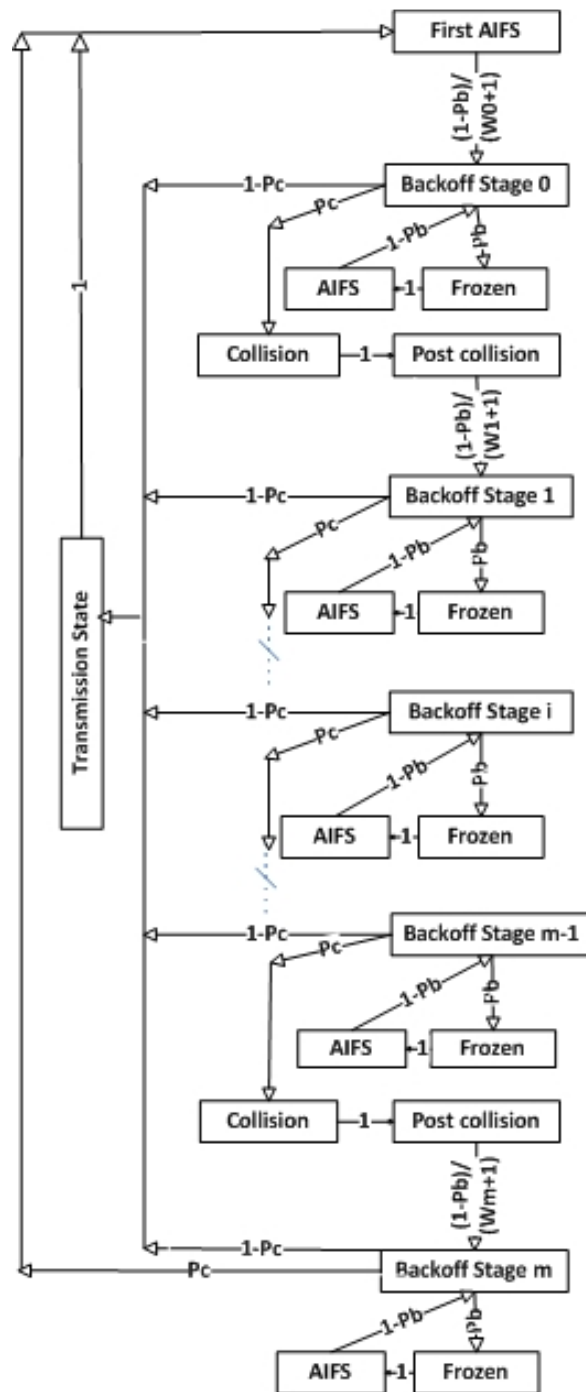 First AIFS
(1-Pb)/
(W0+1)
1-Pc
Backoff Stage 0
Pc
1-Pb
Pb
AIFS
1
Frozen
Collision
1
Post collision
(1-Pb)/
(W1+1)
1
1-Pc
Backoff Stage 1
Pc
1-Pb
Pb
AIFS
1
Frozen
Transmission State
1-Pc
Backoff Stage i
Pc
1-Pb
Pb
AIFS
1
Frozen
1-Pc
Backoff Stage m-1
Pc
1-Pb
Pb
AIFS
1
Frozen
Collision
1
Post collision
(1-Pb)/
(Wm+1)
1-Pc
Pc
Backoff Stage m
1-Pb
Pb
AIFS
1
Frozen